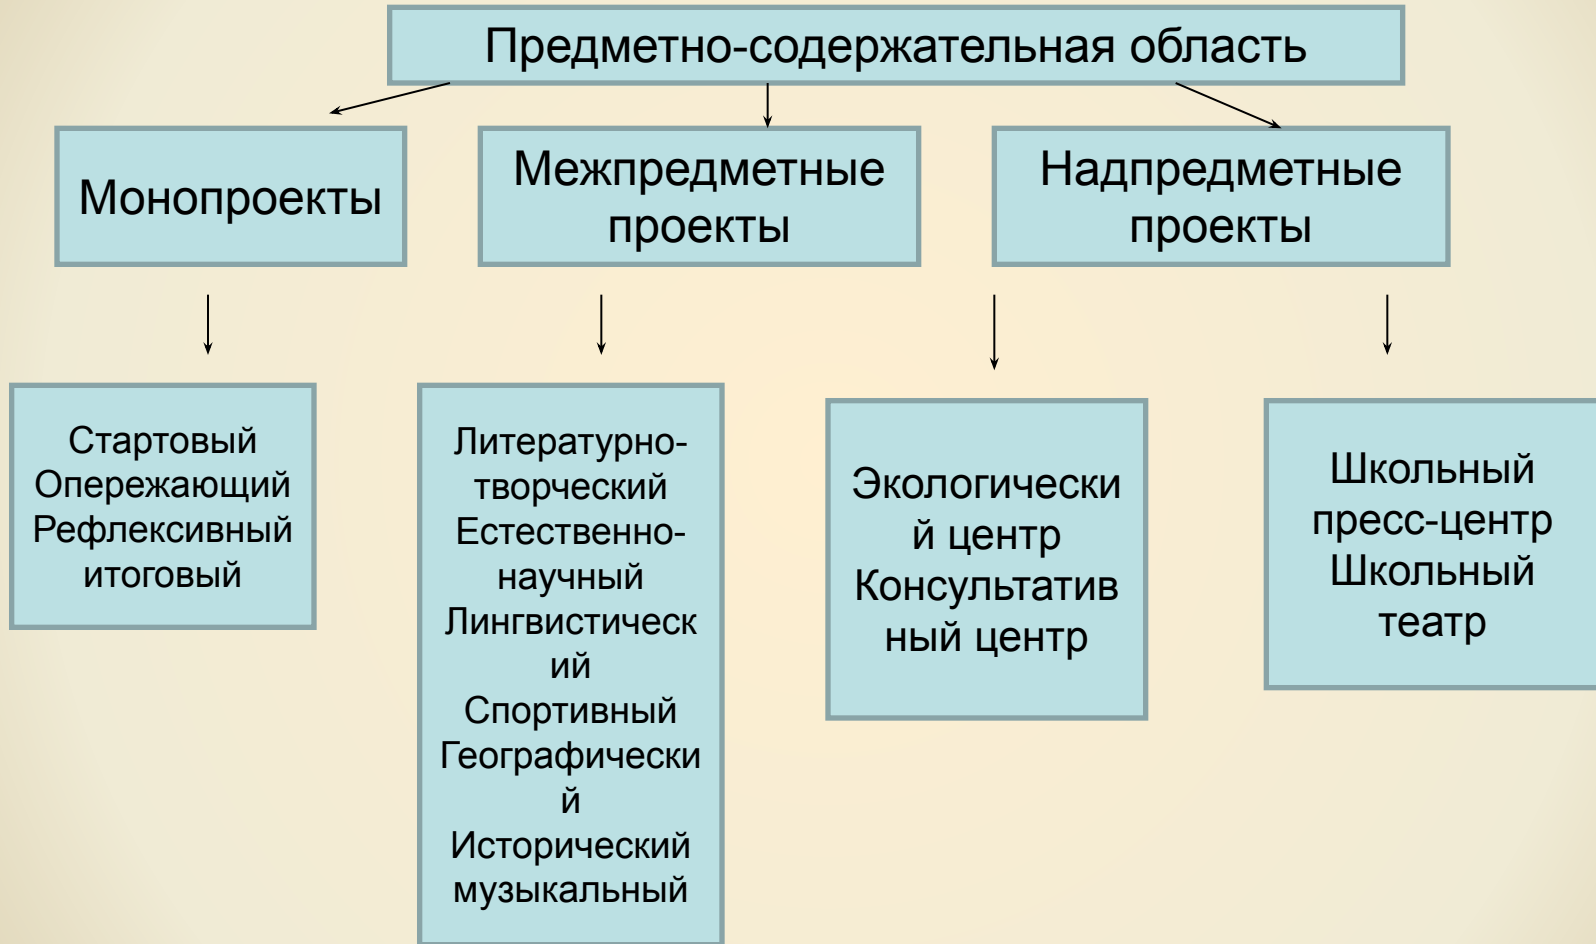 Предметно-содержательная область
Монопроекты
Межпредметные
проекты
Надпредметные
проекты
Стартовый
Опережающий
Рефлексивный
итоговый
Литературно-
творческий
Естественно-
научный
Лингвистическ
ий
Спортивный
Географически
й
Исторический
музыкальный
Экологически
й центр
Консультатив
ный центр
Школьный
пресс-центр
Школьный
театр